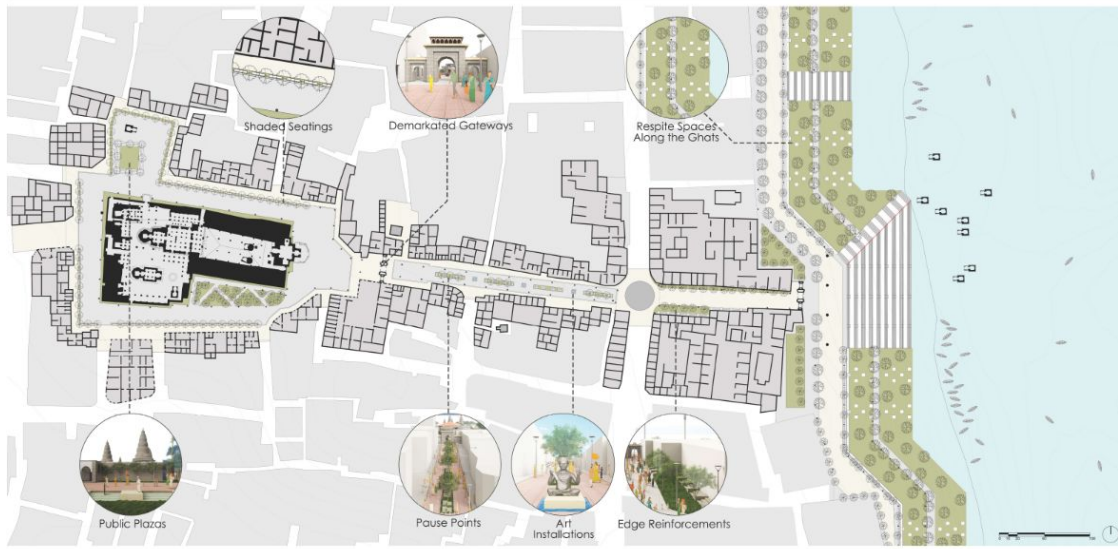 Shaded Seatings
Demarkated Gateways
Respite Spaces
Along the Ghats
Public Plazas
Pause Points
Art
Installations
Edge Reinforcements